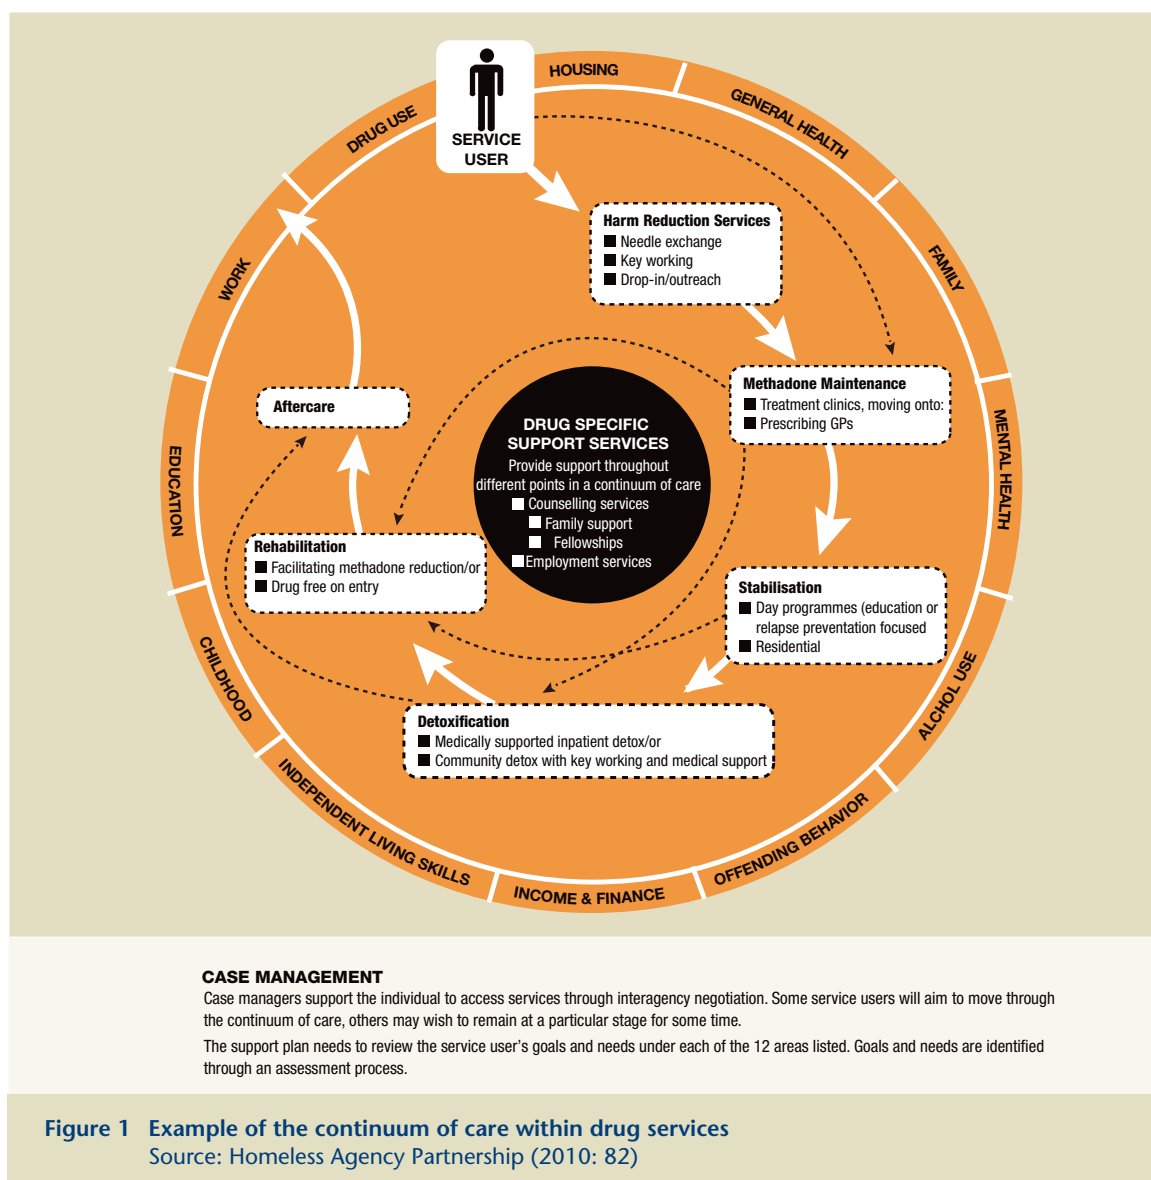 SERVICE
USER
HOUSING
GENERAL HEALTH
FAMILY
MENTAL HEALTH
ALCHOL USE
OFFENDING BEHAVIOR
INCOME & FINANCE
INDEPENDENT LIVING SKILLS
CHILDHOOD
EDUCATION
WORK
DRUG USE
Harm Reduction Services
Needle exchange
Key working
Drop-in/outreach
Methadone Maintenance
Treatment clinics, moving onto:
Prescribing GPs
Stabilisation
Day programmes (education or
relapse preventation focused
Residential
Detoxification
Medically supported inpatient detox/or
Community detox with key working and medical support
Rehabilitation
Facilitating methadone reduction/or
Drug free on entry
Aftercare
DRUG SPECIFIC
SUPPORT SERVICES
Provide support throughout
different points in a continuum of care
Counselling services
Family support
Fellowships
Employment services
CASE MANAGEMENT
Case managers support the individual to access services through interagency negotiation. Some service users will aim to move through
the continuum of care, others may wish to remain at a particular stage for some time.
The support plan needs to review the service user's goals and needs under each of the 12 areas listed. Goals and needs are identified
through an assessment process.
Figure 1 Example of the continuum of care within drug services
Source: Homeless Agency Partnership (2010: 82)